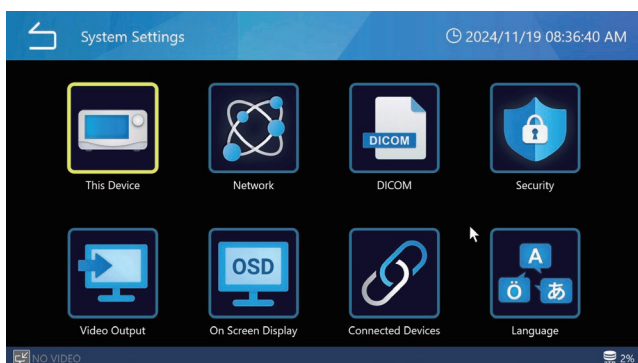 System Settings
2024/11/19 08:36:40 AM
DICOM
This Device
Network
DICOM
Security
OSD
A
Ö
あ
Video Output
On Screen Display
Connected Devices
Language
NO VIDEO
2%